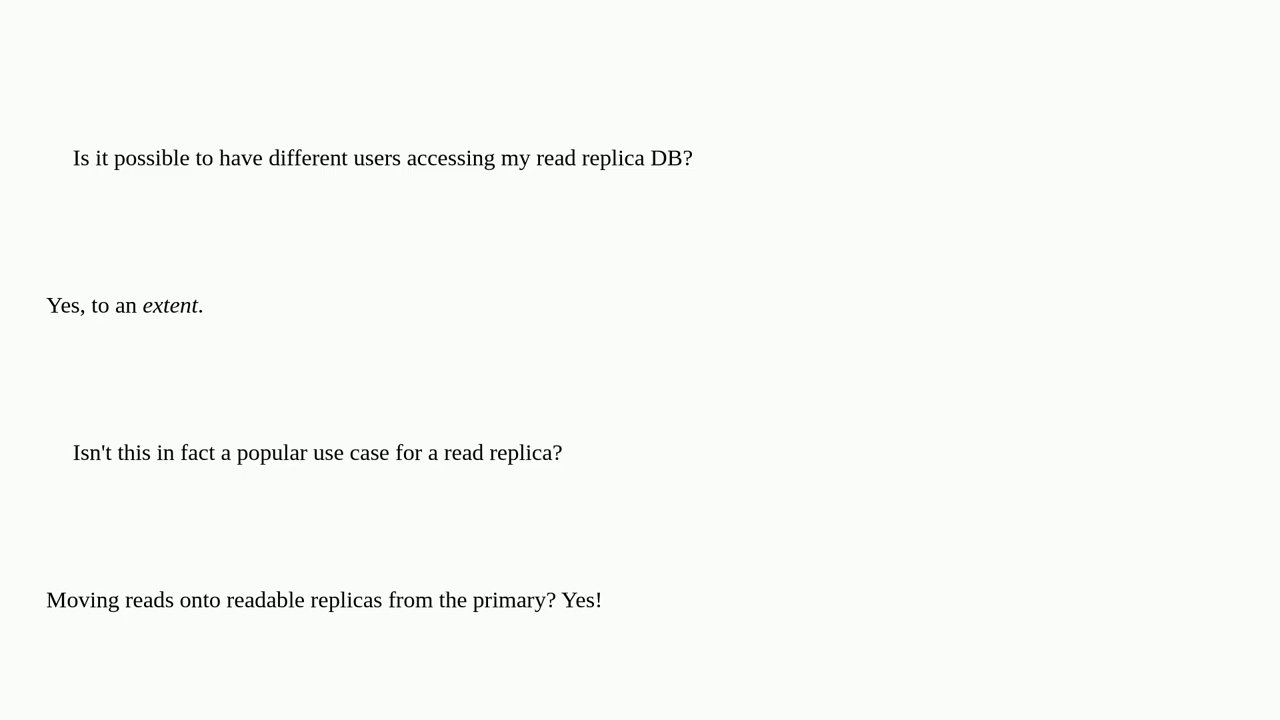 Is it possible to have different users accessing my read replica DB?
Yes, to an extent.
Isn't this in fact a popular use case for a read replica?
Moving reads onto readable replicas from the primary? Yes!